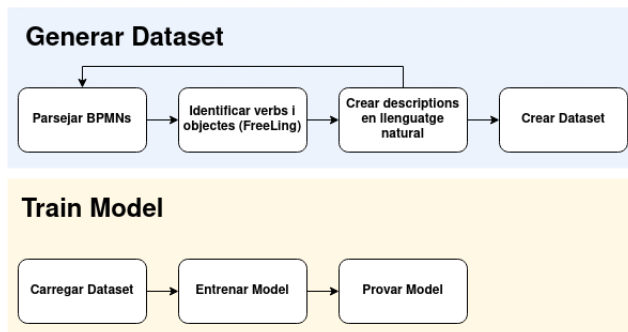 Generar Dataset
Parsejar BPMNs
Identificar verbs i
objectes (FreeLing)
Crear descriptions
en llenguatge
natural
Crear Dataset
Train Model
Carregar Dataset
Entrenar Model
Provar Model